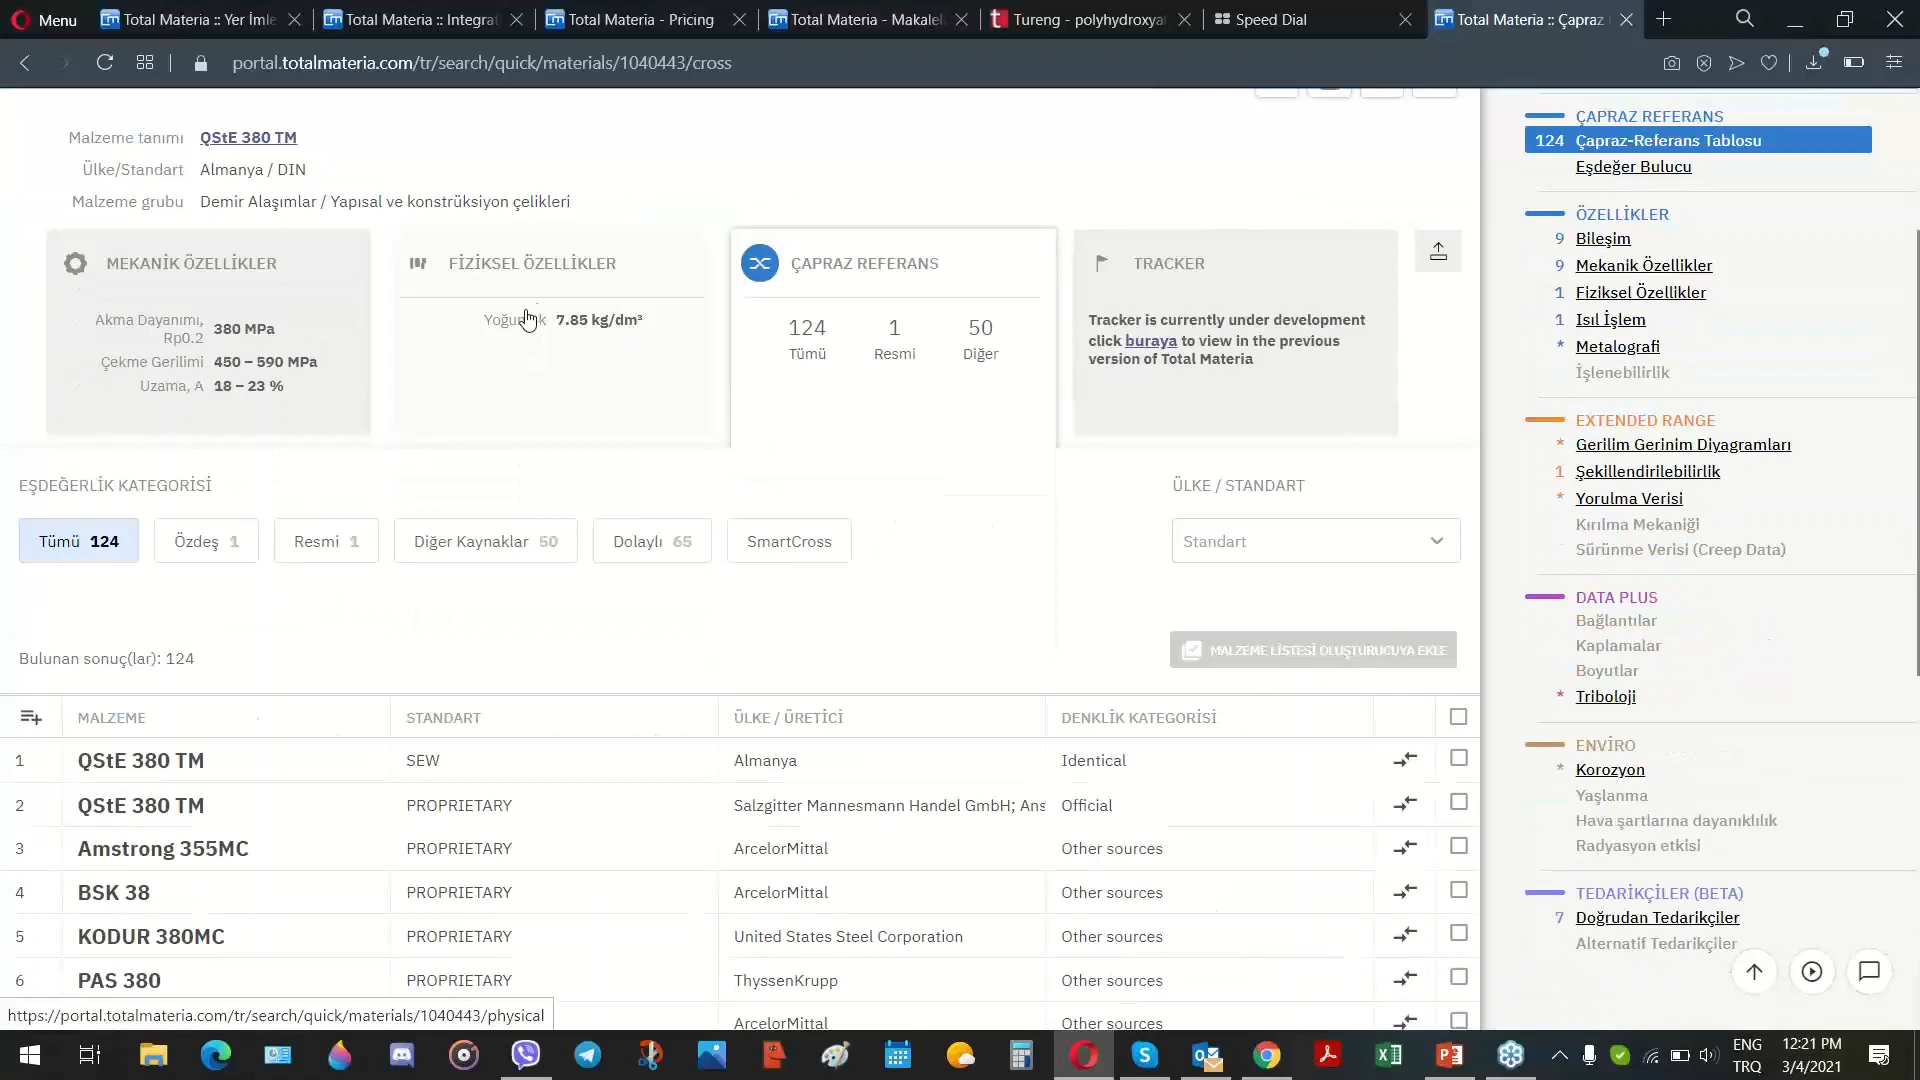 Menu
Total Materia :: Yer İmle
Total Materia :: Integrat
Total Materia - Pricing
Total Materia - Makalel
Tureng - polyhydroxya
Speed Dial
Total Materia :: Çapraz
portal.totalmateria.com/tr/search/quick/materials/1040443/cross
Malzeme tanımı QStE 380 TM
Ülke/Standart Almanya / DIN
Malzeme grubu Demir Alaşımlar / Yapısal ve konstrüksiyon çelikleri
MEKANİK ÖZELLİKLER
Akma Dayanımı, Rp0.2 380 MPa
Çekme Gerilimi 450 – 590 MPa
Uzama, A 18 – 23 %
FİZİKSEL ÖZELLİKLER
7.85 kg/dm³
ÇAPRAZ REFERANS
124 1 50
Tümü Resmi Diğer
TRACKER
Tracker is currently under development
click buraya to view in the previous
version of Total Materia
EŞDEĞERLİK KATEGORİSİ
Tümü 124 Özdeş 1 Resmi 1 Diğer Kaynaklar 50 Dolaylı 65 SmartCross
ÜLKE / STANDART
Standart
Bulunan sonuç(lar): 124
MALZEME LİSTESİ OLUŞTURUCUYA EKLE
MALZEME STANDART ÜLKE / ÜRETİCİ DENKLİK KATEGORİSİ
1 QStE 380 TM SEW Almanya Identical
2 QStE 380 TM PROPRIETARY Salzgitter Mannesmann Handel GmbH; Ans Official
3 Amstrong 355MC PROPRIETARY ArcelorMittal Other sources
4 BSK 38 PROPRIETARY ArcelorMittal Other sources
5 KODUR 380MC PROPRIETARY United States Steel Corporation Other sources
6 PAS 380 PROPRIETARY ThyssenKrupp Other sources
ArcelorMittal Other sources
https://portal.totalmateria.com/tr/search/quick/materials/1040443/physical
ÇAPRAZ REFERANS
124 Çapraz-Referans Tablosu
Eşdeğer Bulucu
ÖZELLİKLER
9 Bileşim
9 Mekanik Özellikler
1 Fiziksel Özellikler
1 Isıl İşlem
* Metalografi
İşlenebilirlik
EXTENDED RANGE
* Gerilim Gerinim Diyagramları
1 Şekillendirilebilirlik
* Yorulma Verisi
Kırılma Mekaniği
Sürünme Verisi (Creep Data)
DATA PLUS
Bağlantılar
Kaplamalar
Boyutlar
* Triboloji
ENVİRO
* Korozyon
Yaşlanma
Hava şartlarına dayanıklılık
Radyasyon etkisi
TEDARİKÇİLER (BETA)
7 Doğrudan Tedarikçiler
Alternatif Tedarikçiler
ENG
TRQ
12:21 PM
3/4/2021